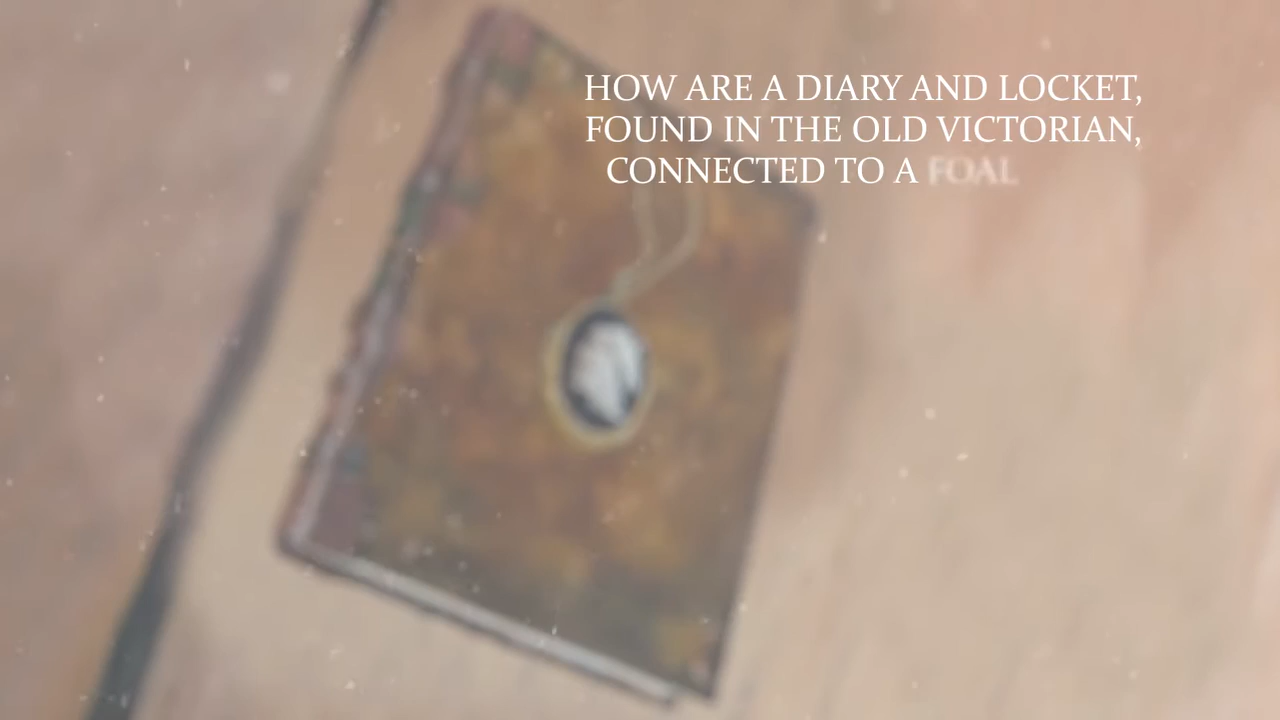 HOW ARE A DIARY AND LOCKET,
FOUND IN THE OLD VICTORIAN,
CONNECTED TO A FOAL